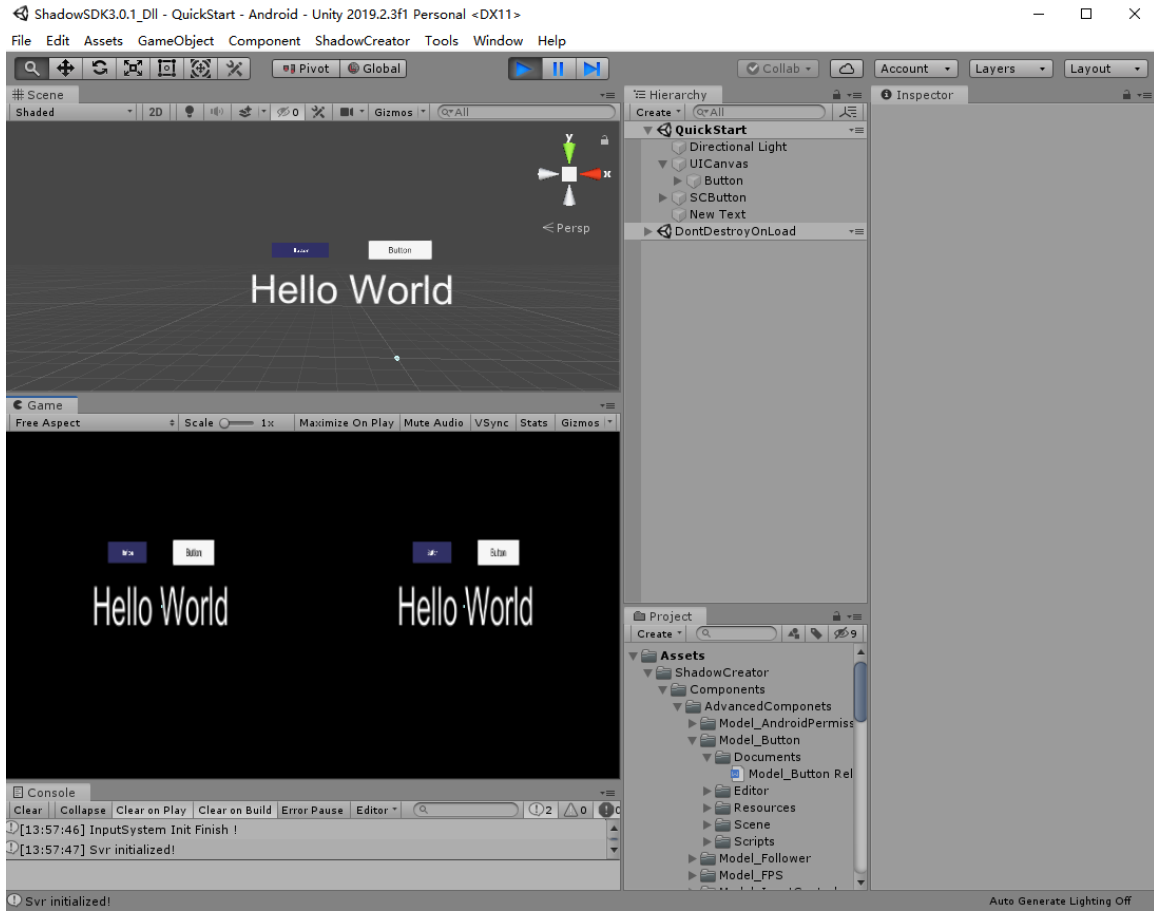 ShadowSDK3.0.1_Dll - QuickStart - Android - Unity 2019.2.3f1 Personal <DX11>
File Edit Assets GameObject Component ShadowCreator Tools Window Help
Pivot Global Collab Account Layers Layout
Scene
Shaded 2D 0 Gizmos All
y
x
Persp
Button
Hello World
Game
Free Aspect Scale 1x Maximize On Play Mute Audio VSync Stats Gizmos
Button Button
Hello World Hello World
Console
Clear Collapse Clear on Play Clear on Build Error Pause Editor 2 0 0
[13:57:46] InputSystem Init Finish !
[13:57:47] Svr initialized!
Hierarchy
Create All
QuickStart
Directional Light
UICanvas
Button
SCButton
New Text
DontDestroyOnLoad
Project
Create 9
Assets
ShadowCreator
Components
AdvancedComponets
Model_AndroidPermiss
Model_Button
Documents
Model_Button Rel
Editor
Resources
Scene
Scripts
Model_Follower
Model_FPS
Inspector
Svr initialized! Auto Generate Lighting Off